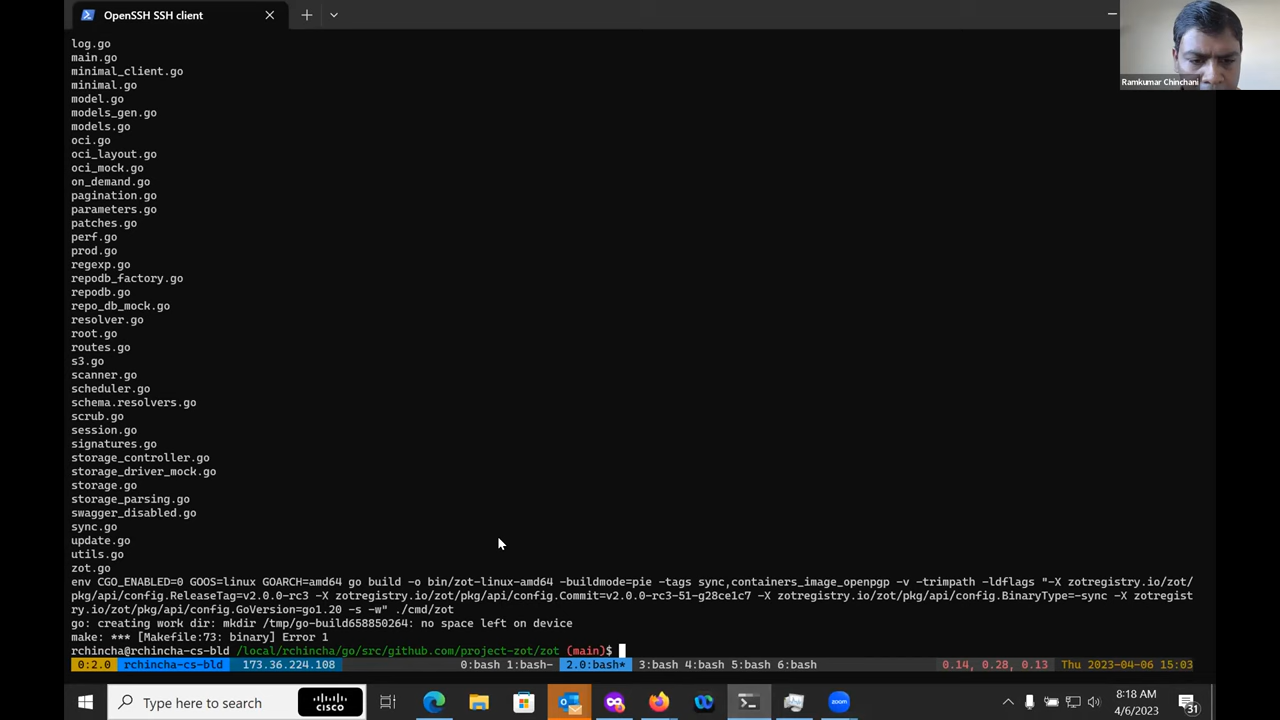 OpenSSH SSH client
Ramkumar Chinchani
log.go
main.go
minimal_client.go
minimal.go
model.go
models_gen.go
models.go
oci.go
oci_layout.go
oci_mock.go
on_demand.go
pagination.go
parameters.go
patches.go
perf.go
prod.go
regexp.go
repodb_factory.go
repodb.go
repo_db_mock.go
resolver.go
root.go
routes.go
s3.go
scanner.go
scheduler.go
schema.resolvers.go
scrub.go
session.go
signatures.go
storage_controller.go
storage_driver_mock.go
storage.go
storage_parsing.go
swagger_disabled.go
sync.go
update.go
utils.go
zot.go
env CGO_ENABLED=0 GOOS=linux GOARCH=amd64 go build -o bin/zot-linux-amd64 -buildmode=pie -tags sync,containers_image_openpgp -v -trimpath -ldflags "-X zotregistry.io/zot/
pkg/api/config.ReleaseTag=v2.0.0-rc3 -X zotregistry.io/zot/pkg/api/config.Commit=v2.0.0-rc3-51-g28ce1c7 -X zotregistry.io/zot/pkg/api/config.BinaryType=-sync -X zotregist
ry.io/zot/pkg/api/config.GoVersion=go1.20 -s -w" ./cmd/zot
go: creating work dir: mkdir /tmp/go-build658850264: no space left on device
make: *** [Makefile:73: binary] Error 1
rchincha@rchincha-cs-bld /local/rchincha/go/src/github.com/project-zot/zot (main)$
0:2.0 rchincha-cs-bld 173.36.224.108 0:bash 1:bash- 2.0:bash* 3:bash 4:bash 5:bash 6:bash 0.14, 0.28, 0.13 Thu 2023-04-06 15:03
Type here to search
CISCO
zoom
8:18 AM
4/6/2023
31